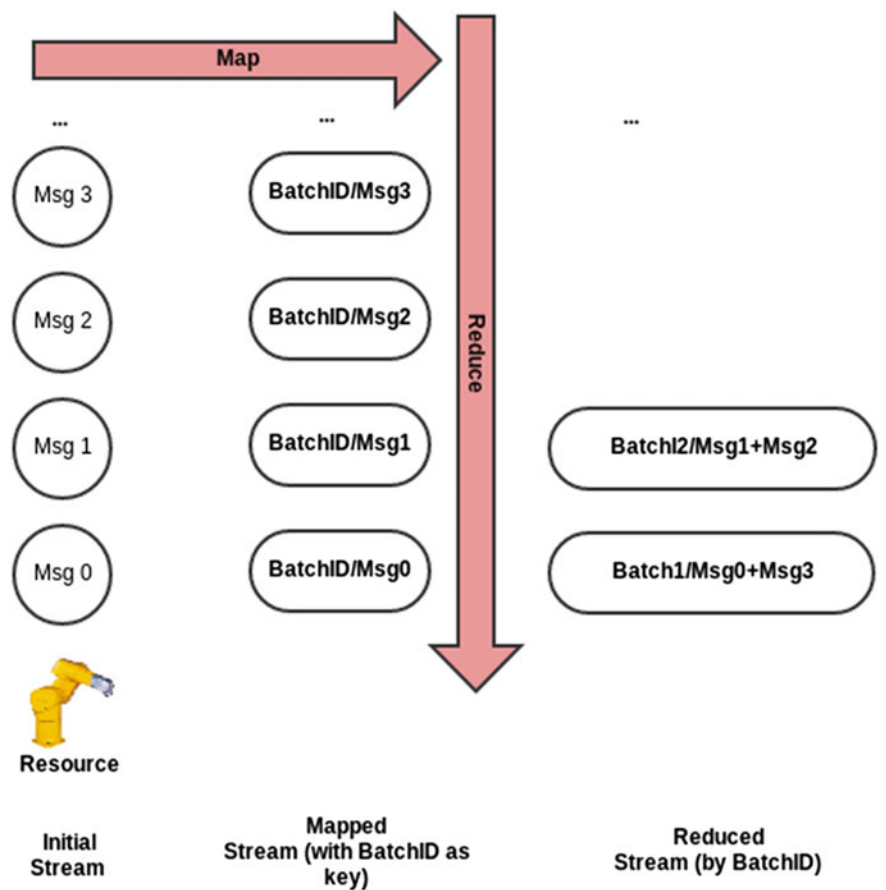 Map
...
...
...
Msg 3
BatchID/Msg3
Msg 2
BatchID/Msg2
Reduce
Msg 1
BatchID/Msg1
BatchI2/Msg1+Msg2
Msg 0
BatchID/Msg0
Batch1/Msg0+Msg3
Resource
Initial
Stream
Mapped
Stream (with BatchID as
key)
Reduced
Stream (by BatchID)